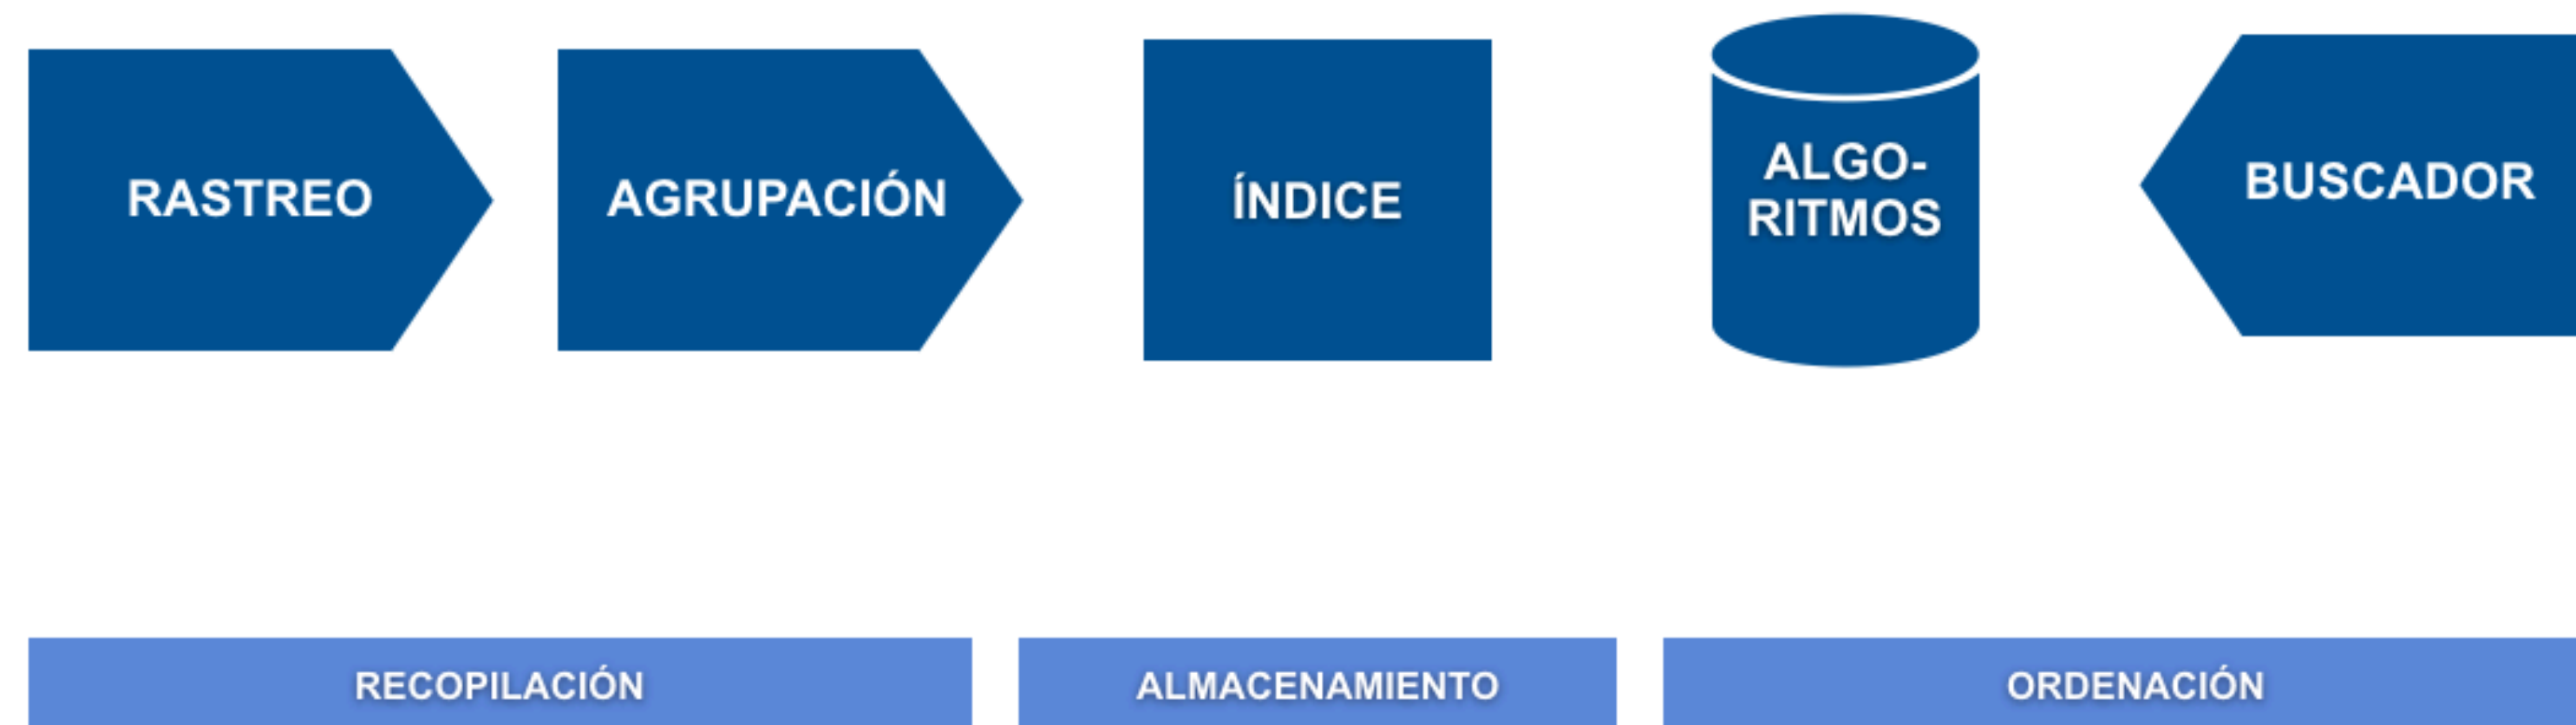 RASTREO
AGRUPACIÓN
ÍNDICE
ALGO-
RITMOS
BUSCADOR
RECOPILACIÓN
ALMACENAMIENTO
ORDENACIÓN